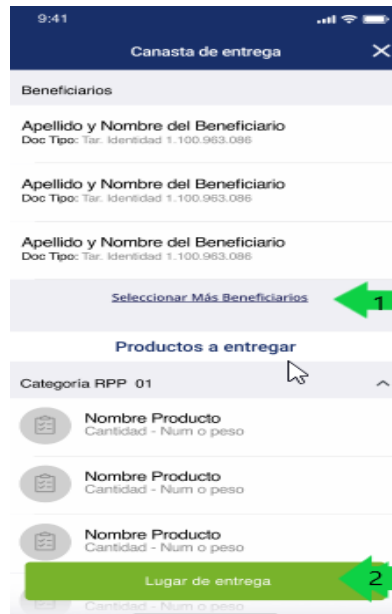 9:41
Canasta de entrega
Beneficiarios
Apellido y Nombre del Beneficiario
Doc Tipo: Tar. Identidad 1.100.963.086
Apellido y Nombre del Beneficiario
Doc Tipo: Tar. Identidad 1.100.963.086
Apellido y Nombre del Beneficiario
Doc Tipo: Tar. Identidad 1.100.963.086
Seleccionar Más Beneficiarios
1
Productos a entregar
Categoría RPP 01
Nombre Producto
Cantidad - Num o peso
Nombre Producto
Cantidad - Num o peso
Nombre Producto
Cantidad - Num o peso
Lugar de entrega
2
Cantidad - Num o peso